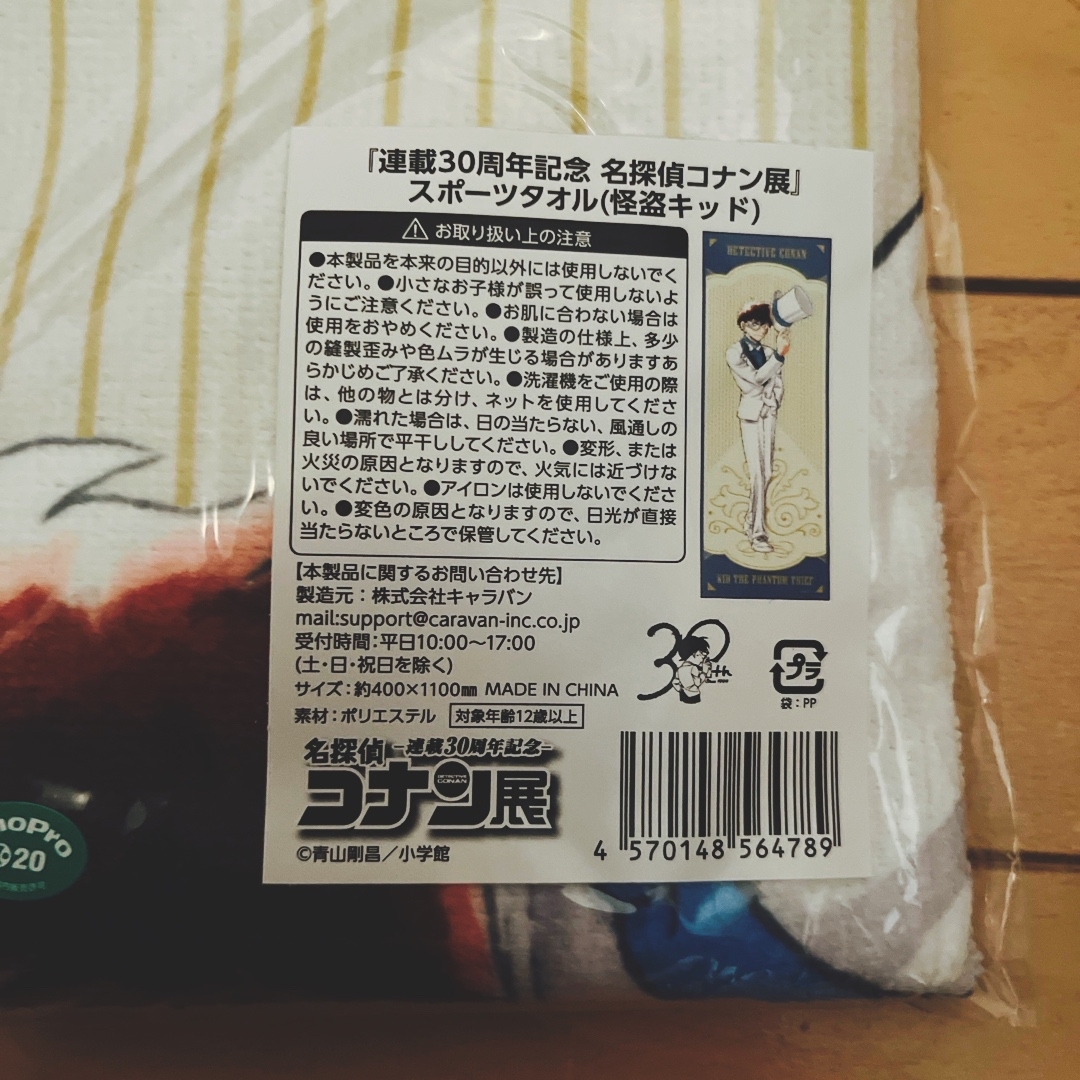 『連載30周年記念 名探偵コナン展』
スポーツタオル(怪盗キッド)
お取り扱い上の注意
●本製品を本来の目的以外には使用しないでく
ださい。●小さなお子様が誤って使用しないよ
うにご注意ください。●お肌に合わない場合は
使用をおやめください。●製造の仕様上、多少
の縫製歪みや色ムラが生じる場合がありますあ
らかじめご了承ください。●洗濯機をご使用の際
は、他の物とは分け、ネットを使用してくださ
い。●濡れた場合は、日の当たらない、風通しの
良い場所で平干ししてください。●変形、または
火災の原因となりますので、火気には近づけな
いでください。●アイロンは使用しないでくださ
い。●変色の原因となりますので、日光が直接
当たらないところで保管してください。
DETECTIVE CONAN
KID THE PHANTOM THIEF
【本製品に関するお問い合わせ先】
製造元：株式会社キャラバン
mail:support@caravan-inc.co.jp
受付時間：平日10:00～17:00
(土・日・祝日を除く)
サイズ：約400×1100㎜ MADE IN CHINA
素材：ポリエステル 対象年齢12歳以上
30th
プラ
袋：PP
名探偵 -連載30周年記念-
コナン展
DETECTIVE CONAN
©青山剛昌／小学館
4 570148 564789
oPro
20